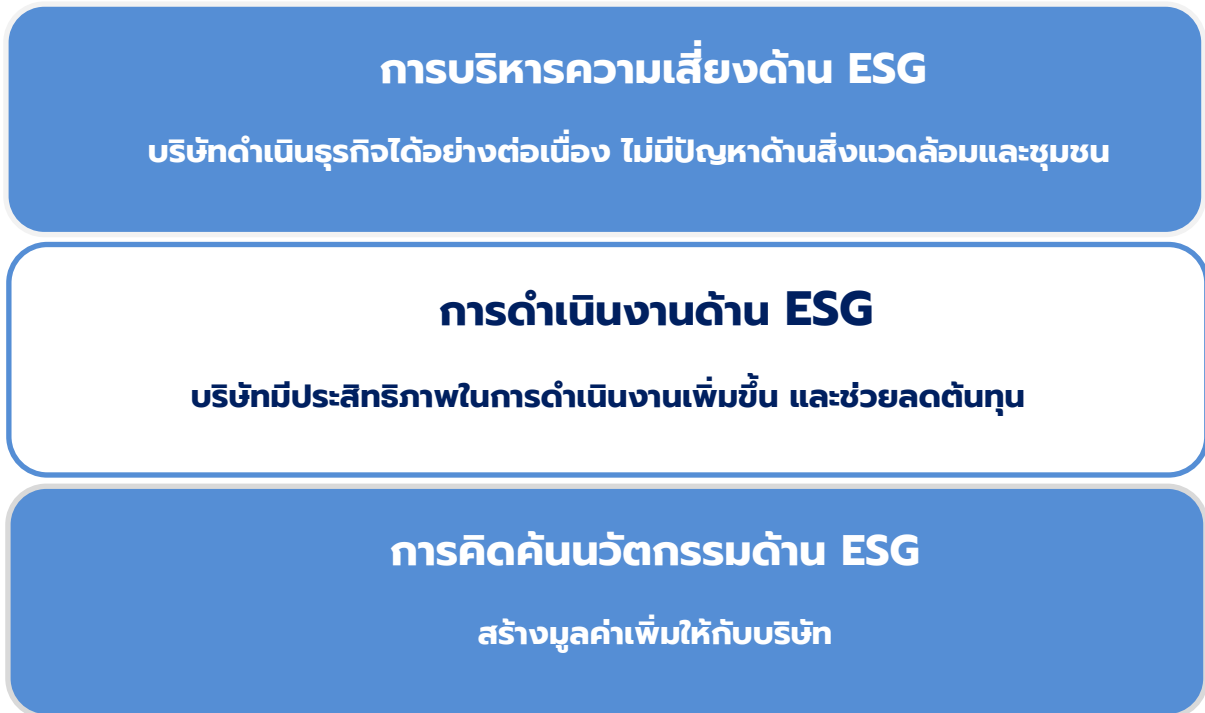 การบริหารความเสี่ยงด้าน ESG
บริษัทดำเนินธุรกิจได้อย่างต่อเนื่อง ไม่มีปัญหาด้านสิ่งแวดล้อมและชุมชน
การดำเนินงานด้าน ESG
บริษัทมีประสิทธิภาพในการดำเนินงานเพิ่มขึ้น และช่วยลดต้นทุน
การคิดค้นนวัตกรรมด้าน ESG
สร้างมูลค่าเพิ่มให้กับบริษัท